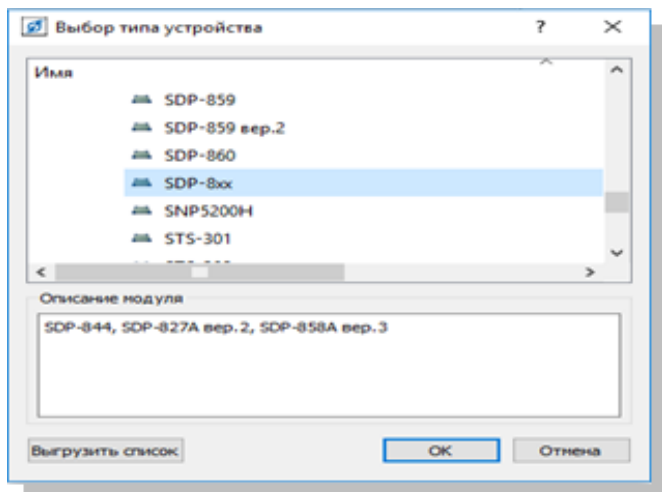 Выбор типа устройства
Имя
SDP-859
SDP-859 вер.2
SDP-860
SDP-8xx
SNP5200H
STS-301
Описание модуля
SDP-844, SDP-827A вер.2, SDP-858A вер.3
Выгрузить список
OK
Отмена